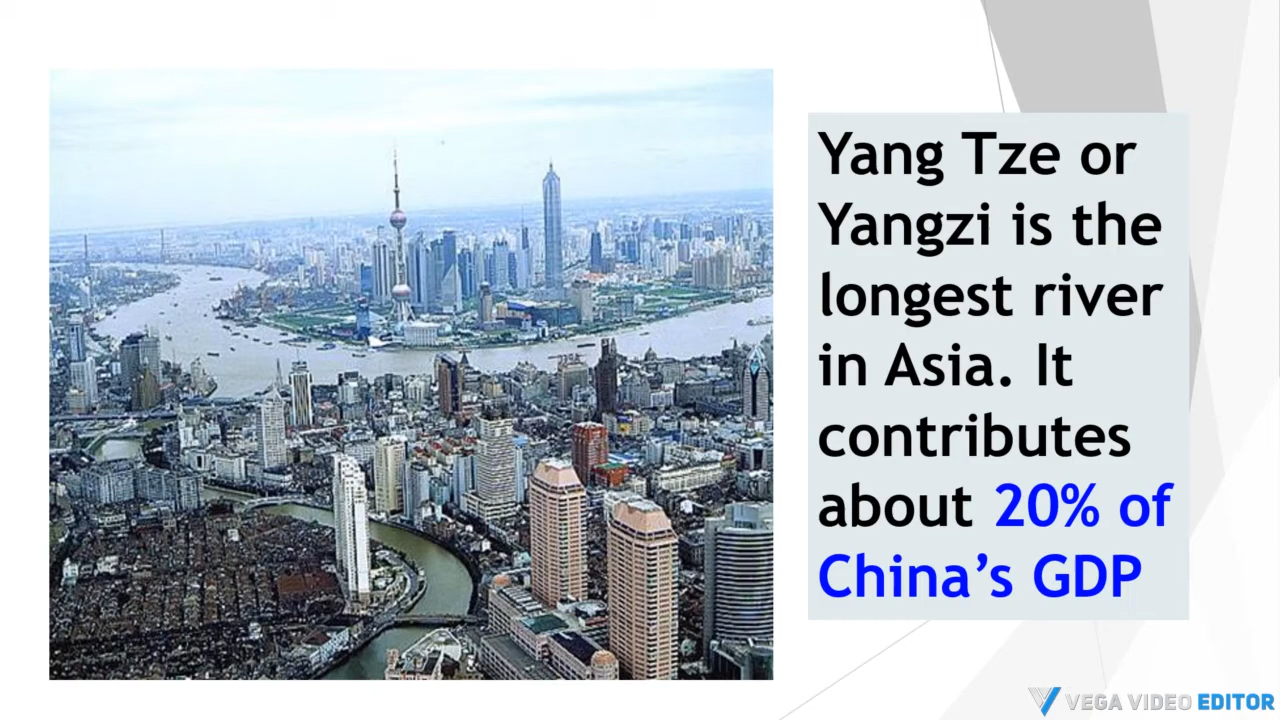 Yang Tze or
Yangzi is the
longest river
in Asia. It
contributes
about 20% of
China’s GDP
VEGA VIDEO EDITOR